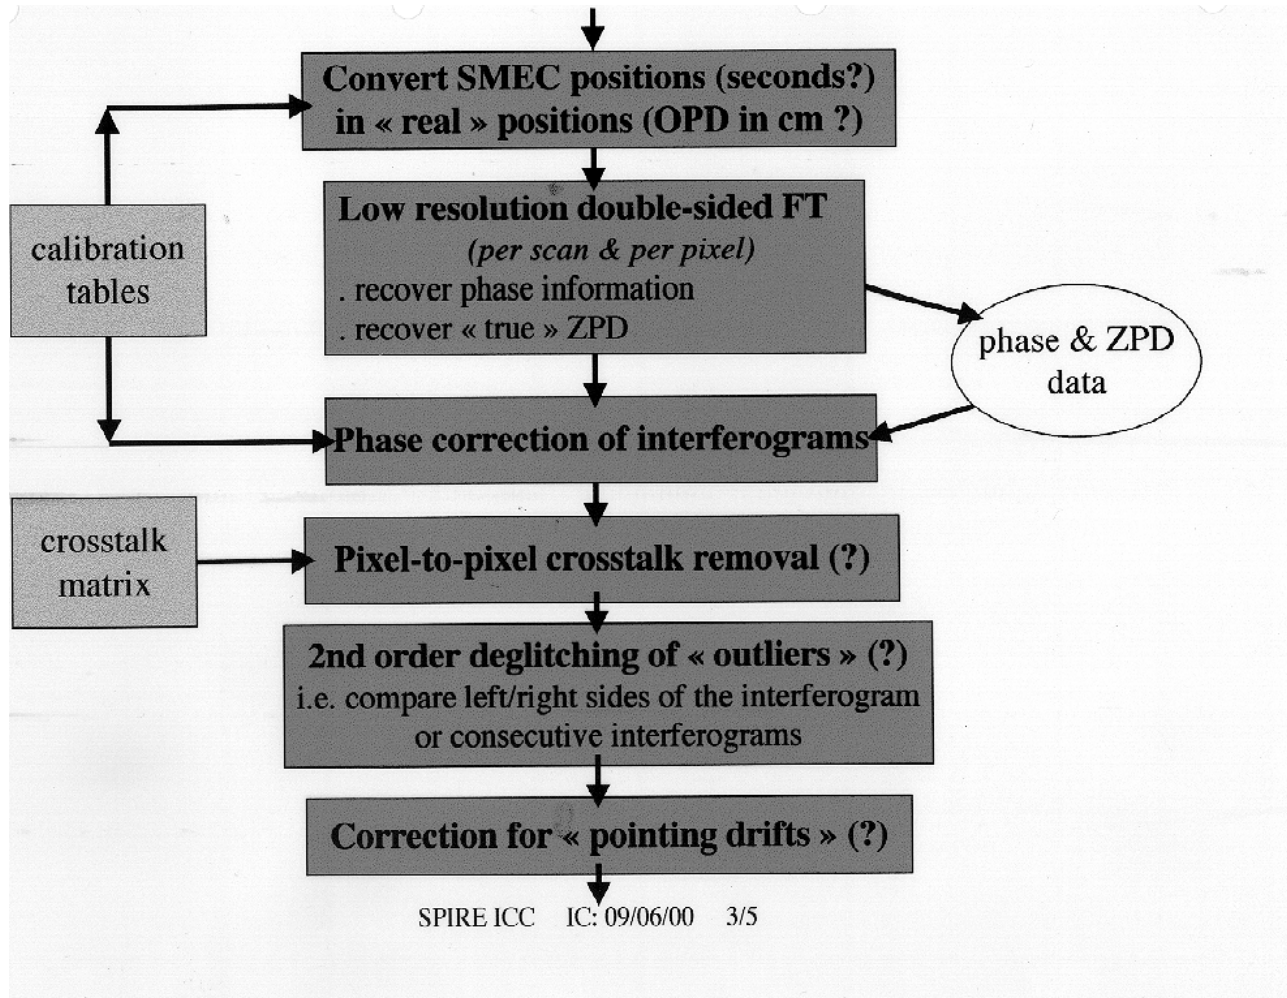 Convert SMEC positions (seconds?)
in « real » positions (OPD in cm ?)
Low resolution double-sided FT
(per scan & per pixel)
. recover phase information
. recover « true » ZPD
calibration
tables
phase & ZPD
data
Phase correction of interferograms
crosstalk
matrix
Pixel-to-pixel crosstalk removal (?)
2nd order deglitching of « outliers » (?)
i.e. compare left/right sides of the interferogram
or consecutive interferograms
Correction for « pointing drifts » (?)
SPIRE ICC IC: 09/06/00 3/5